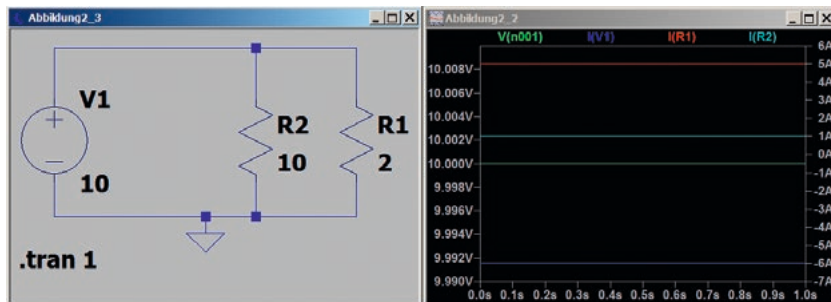 Abbildung2_3
V1
10
R2
10
R1
2
.tran 1
Abbildung2_2
V(n001) I(V1) I(R1) I(R2)
10.008V
10.006V
10.004V
10.002V
10.000V
9.998V
9.996V
9.994V
9.992V
9.990V
6A
5A
4A
3A
2A
1A
0A
-1A
-2A
-3A
-4A
-5A
-6A
-7A
0.0s 0.1s 0.2s 0.3s 0.4s 0.5s 0.6s 0.7s 0.8s 0.9s 1.0s